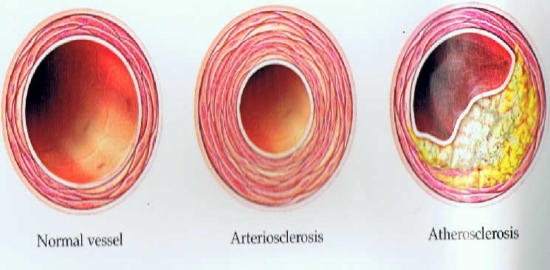 Normal vessel
Arteriosclerosis
Atherosclerosis